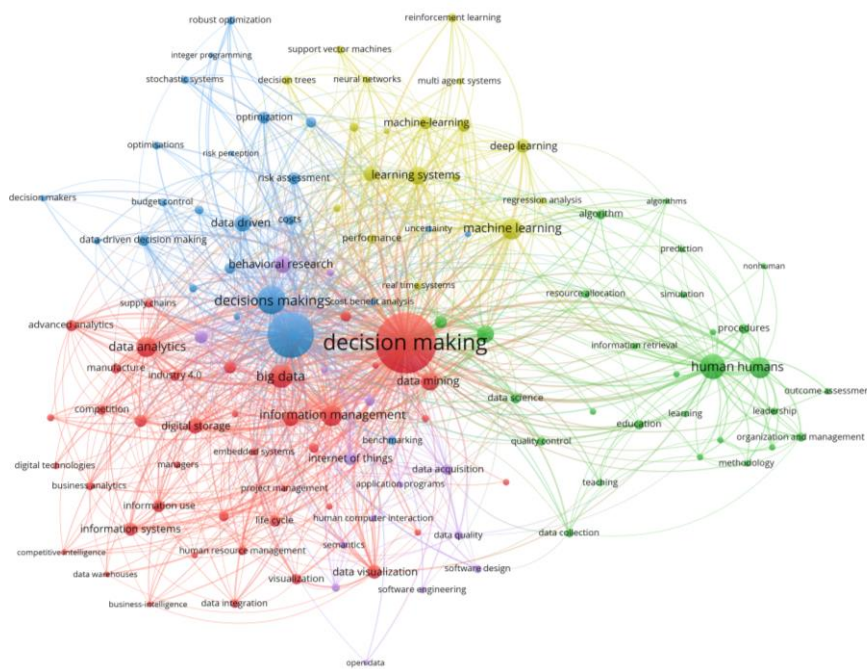 reinforcement learning
robust optimization
support vector machines
integer programming
stochastic systems
decision trees
neural networks
multi agent systems
optimization
machine-learning
optimisations
risk perception
deep learning
risk assessment
learning systems
decision makers
budget control
regression analysis
algorithms
algorithm
data driven
costs
uncertainty
machine learning
data-driven decision making
performance
prediction
behavioral research
nonhuman
real time systems
resource allocation
simulation
supply chains
decisions makings
cost benefit analysis
advanced analytics
procedures
decision making
data analytics
information retrieval
manufacture
industry 4.0
big data
data mining
human humans
outcome assessment
data science
competition
information management
learning
leadership
digital storage
education
organization and management
benchmarking
quality control
embedded systems
internet of things
digital technologies
managers
data acquisition
methodology
business analytics
project management
application programs
teaching
information use
information systems
life cycle
human computer interaction
data quality
data collection
competitive intelligence
human resource management
semantics
data warehouses
visualization
data visualization
software design
software engineering
business-intelligence
data integration
open data